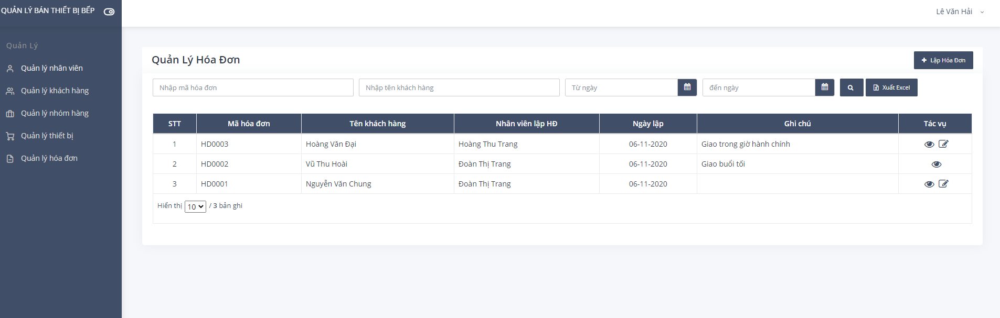 QUẢN LÝ BÁN THIẾT BỊ BẾP
Lê Văn Hải
Quản Lý
Quản lý nhân viên
Quản lý khách hàng
Quản lý nhóm hàng
Quản lý thiết bị
Quản lý hóa đơn
Quản Lý Hóa Đơn
Lập Hóa Đơn
Nhập mã hóa đơn Nhập tên khách hàng Từ ngày đến ngày Xuất Excel
STT Mã hóa đơn Tên khách hàng Nhân viên lập HĐ Ngày lập Ghi chú Tác vụ
1 HD0003 Hoàng Văn Đại Hoàng Thu Trang 06-11-2020 Giao trong giờ hành chính
2 HD0002 Vũ Thu Hoài Đoàn Thị Trang 06-11-2020 Giao buổi tối
3 HD0001 Nguyễn Văn Chung Đoàn Thị Trang 06-11-2020
Hiển thị 10 / 3 bản ghi